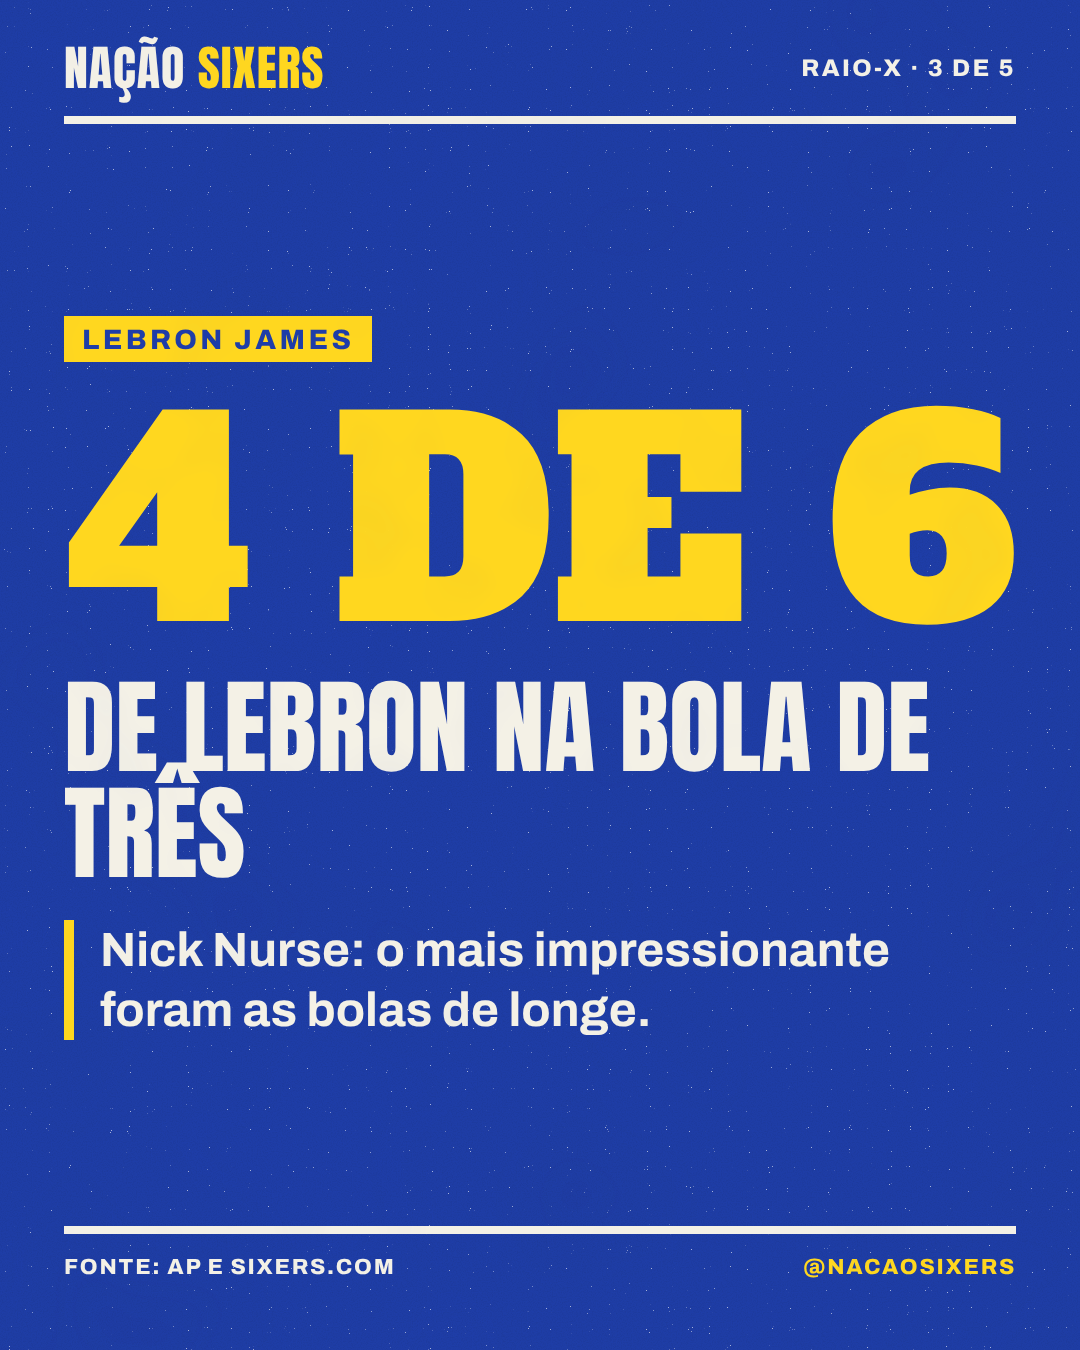 NAÇÃO SIXERS
RAIO-X · 3 DE 5
LEBRON JAMES
4 DE 6
DE LEBRON NA BOLA DE
TRÊS
Nick Nurse: o mais impressionante
foram as bolas de longe.
FONTE: AP E SIXERS.COM
@NACAOSIXERS